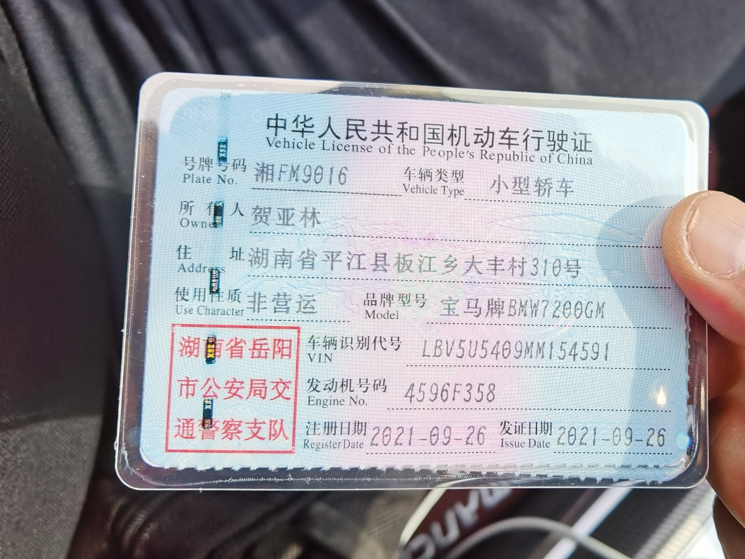 中华人民共和国机动车行驶证
Vehicle License of the People's Republic of China
号牌号码 湘FM9016 车辆类型 小型轿车
Plate No. Vehicle Type
所有人 贺亚林
Owner
住址 湖南省平江县板江乡大丰村310号
Address
使用性质 非营运 品牌型号 宝马牌BMW7200GM
Use Character Model
湖南省岳阳
市公安局交
通警察支队
车辆识别代号 LBV5U5409MM154591
VIN
发动机号码 4596F358
Engine No.
注册日期 2021-09-26 发证日期 2021-09-26
Register Date Issue Date